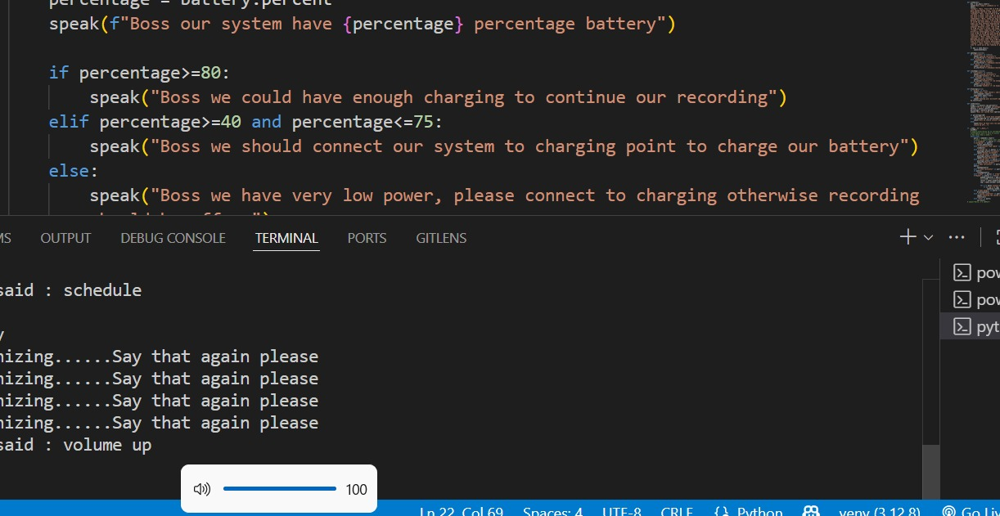 percentage = battery.percent
speak(f"Boss our system have {percentage} percentage battery")
if percentage>=80:
speak("Boss we could have enough charging to continue our recording")
elif percentage>=40 and percentage<=75:
speak("Boss we should connect our system to charging point to charge our battery")
else:
speak("Boss we have very low power, please connect to charging otherwise recording
MS OUTPUT DEBUG CONSOLE TERMINAL PORTS GITLENS
said : schedule
y
nizing......Say that again please
nizing......Say that again please
nizing......Say that again please
nizing......Say that again please
said : volume up
pow
pow
pyt
100
Ln 22, Col 69 Spaces: 4 UTF-8 CRLF {} Python venv (3.12.8) Go Liv